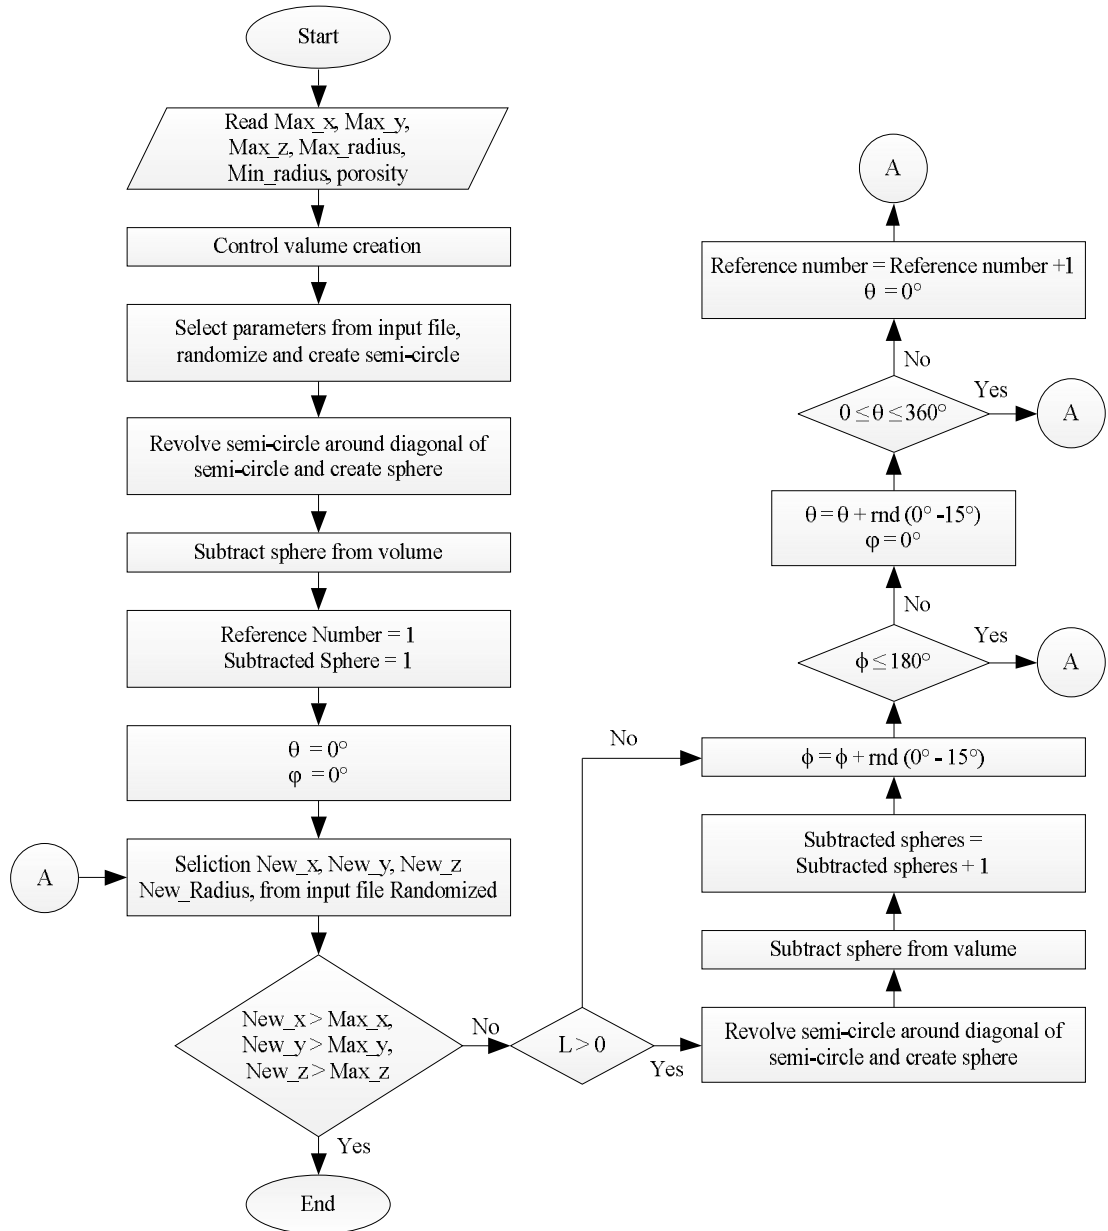 Start
Read Max_x, Max_y,
Max_z, Max_radius,
Min_radius, porosity
Control valume creation
Select parameters from input file,
randomize and create semi-circle
Revolve semi-circle around diagonal of
semi-circle and create sphere
Subtract sphere from volume
Reference Number = 1
Subtracted Sphere = 1
θ = 0°
φ = 0°
A
Seliction New_x, New_y, New_z
New_Radius, from input file Randomized
New_x > Max_x,
New_y > Max_y,
New_z > Max_z
Yes
End
No
L > 0
Yes
No
Revolve semi-circle around diagonal of
semi-circle and create sphere
Subtract sphere from valume
Subtracted spheres =
Subtracted spheres + 1
ϕ = ϕ + rnd (0° - 15°)
ϕ ≤ 180°
Yes
A
No
θ = θ + rnd (0° -15°)
φ = 0°
0 ≤ θ ≤ 360°
Yes
A
No
Reference number = Reference number +1
θ = 0°
A